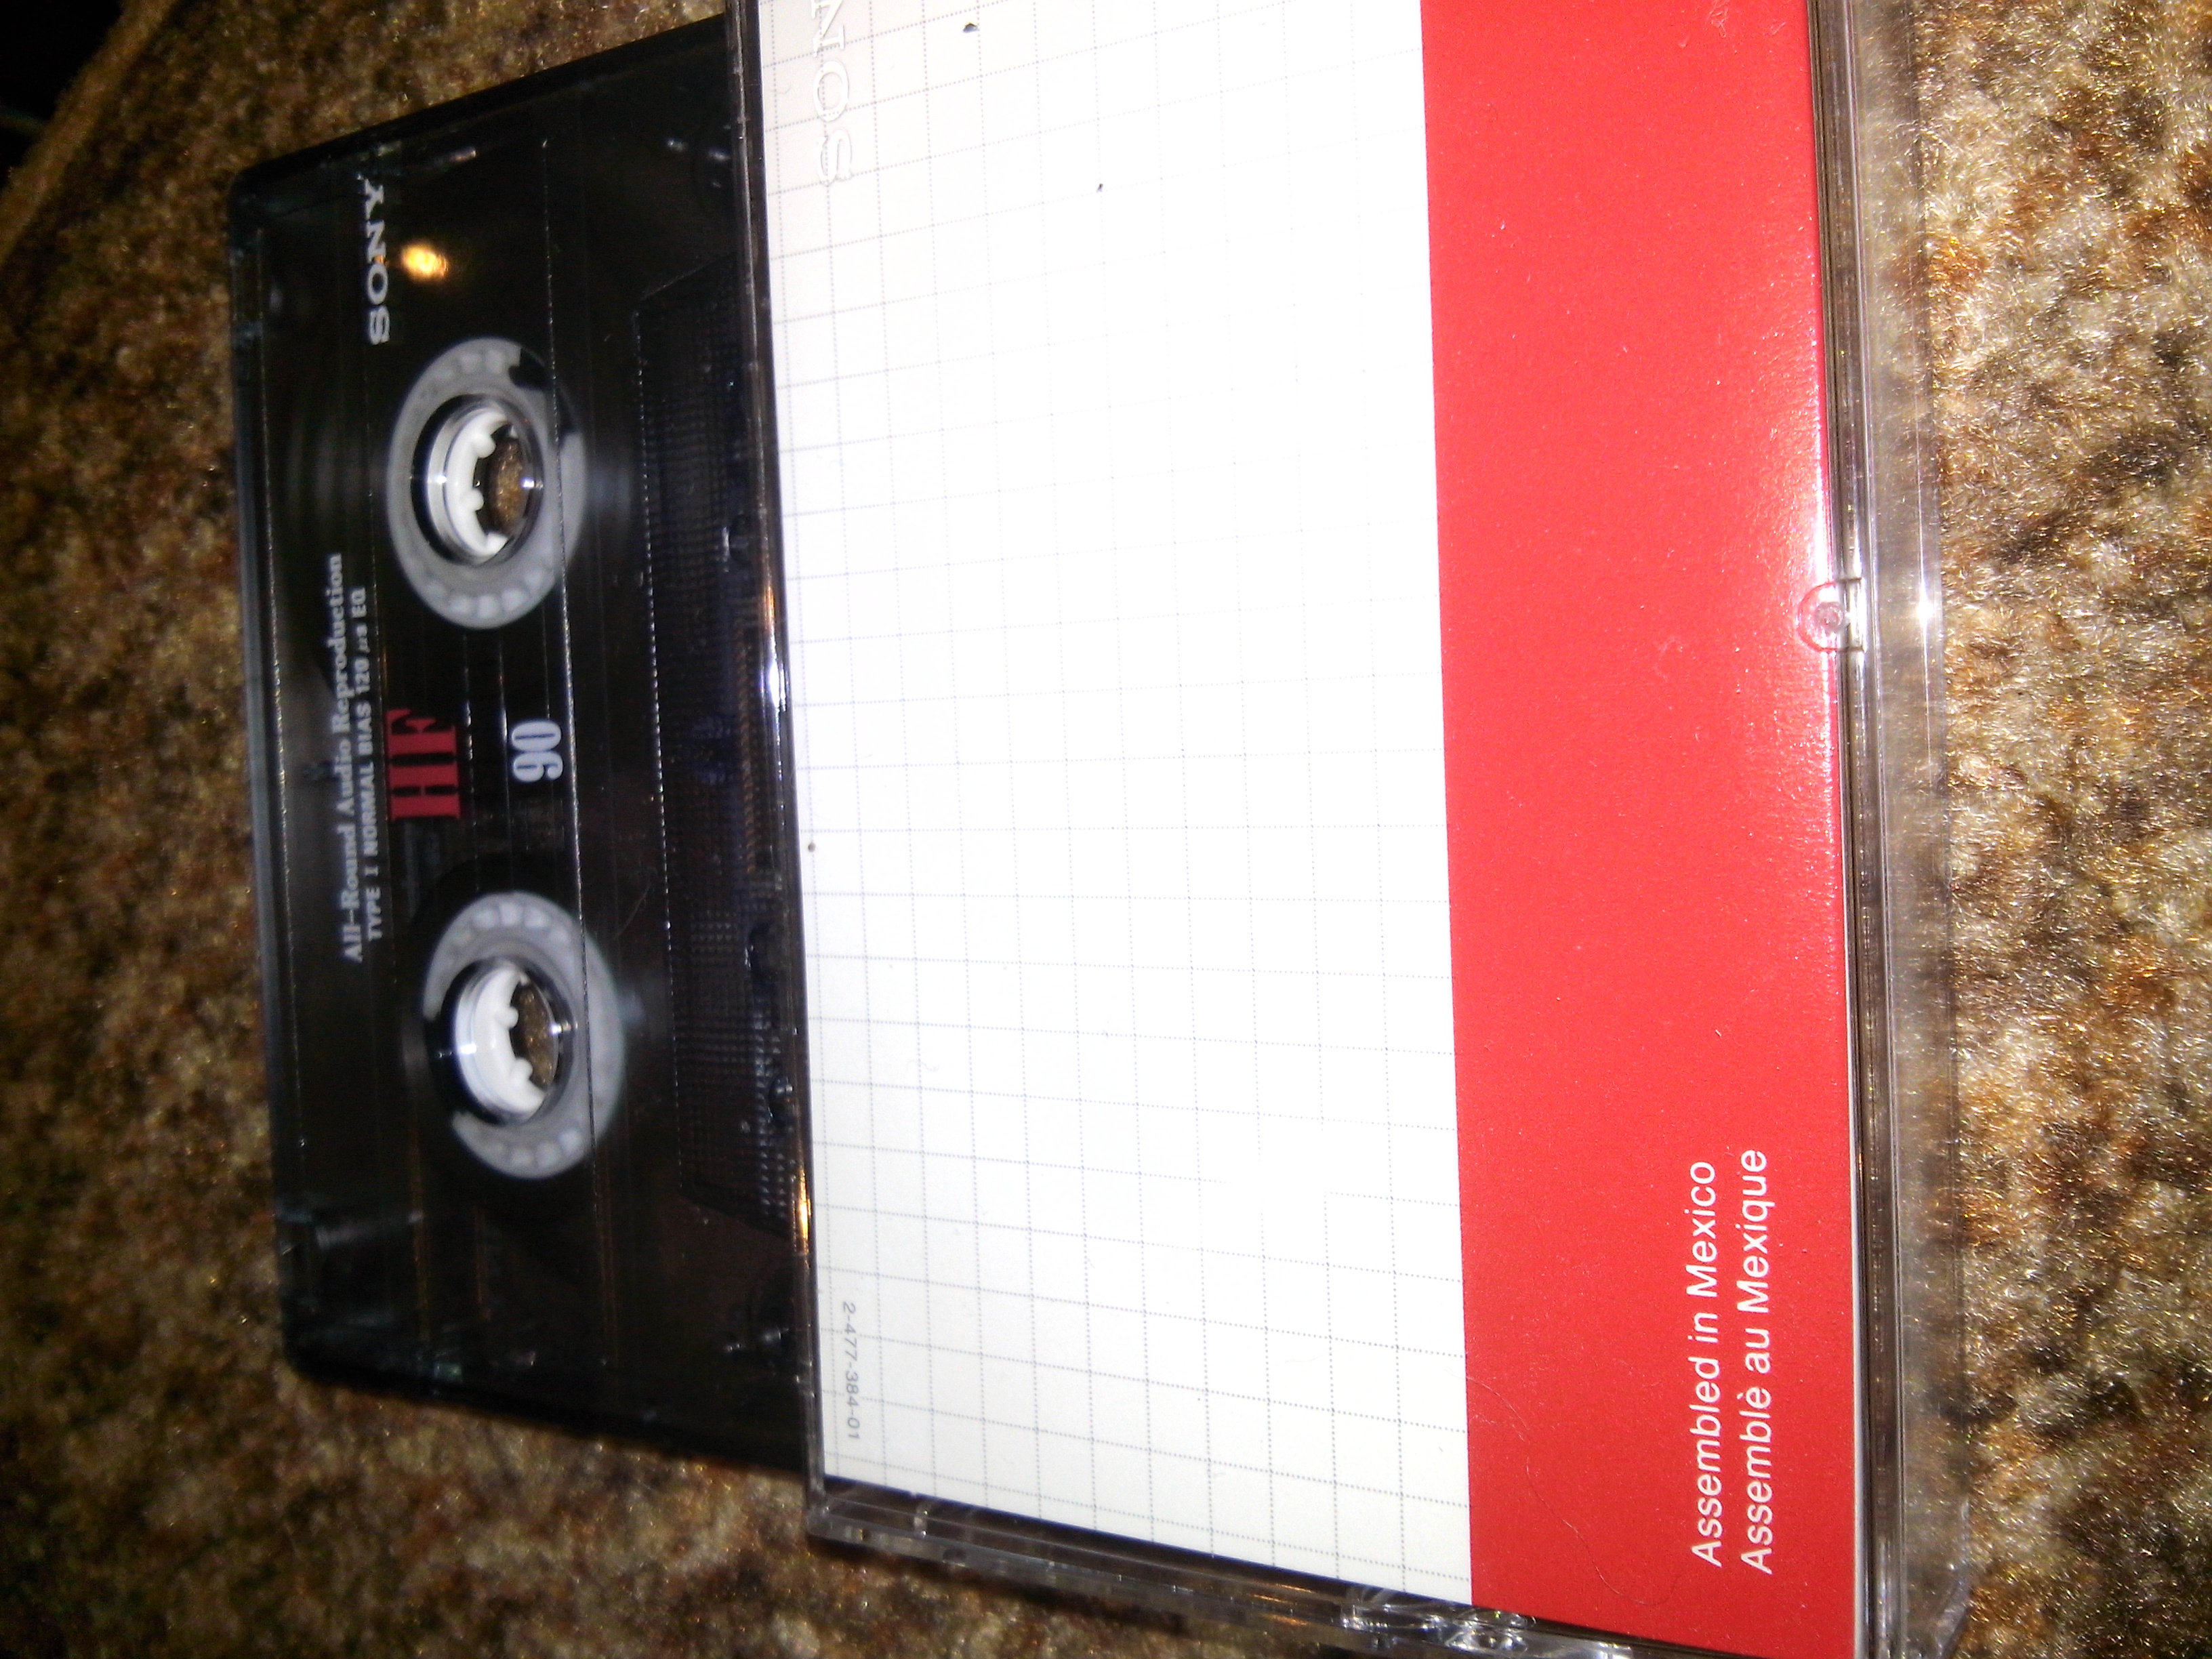 SONY
All-Round Audio Reproduction
TYPE I NORMAL BIAS 120 µs EQ
HF
90
SONY
2-477-384-01
Assembled in Mexico
Assemblè au Mexique